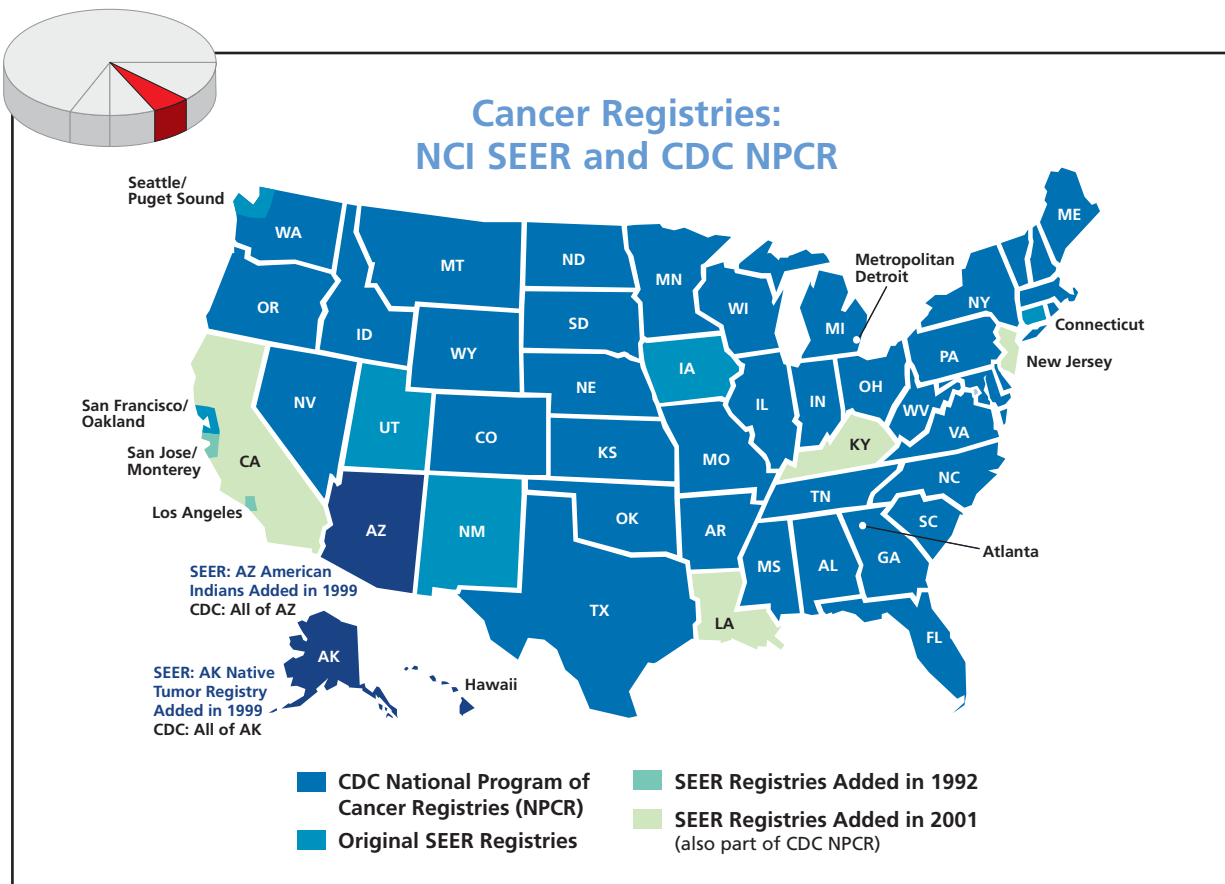 Cancer Registries:
NCI SEER and CDC NPCR
Seattle/
Puget Sound
WA
MT
ND
MN
ME
Metropolitan
Detroit
OR
ID
SD
WI
MI
NY
Connecticut
WY
IA
PA
New Jersey
NV
NE
IL
IN
OH
WV
San Francisco/
Oakland
UT
CO
KS
MO
KY
VA
San Jose/
Monterey
CA
NC
TN
Los Angeles
AZ
NM
OK
AR
SC
Atlanta
MS
AL
GA
SEER: AZ American
Indians Added in 1999
CDC: All of AZ
TX
LA
FL
AK
SEER: AK Native
Tumor Registry
Added in 1999
CDC: All of AK
Hawaii
CDC National Program of
Cancer Registries (NPCR)
Original SEER Registries
SEER Registries Added in 1992
SEER Registries Added in 2001
(also part of CDC NPCR)